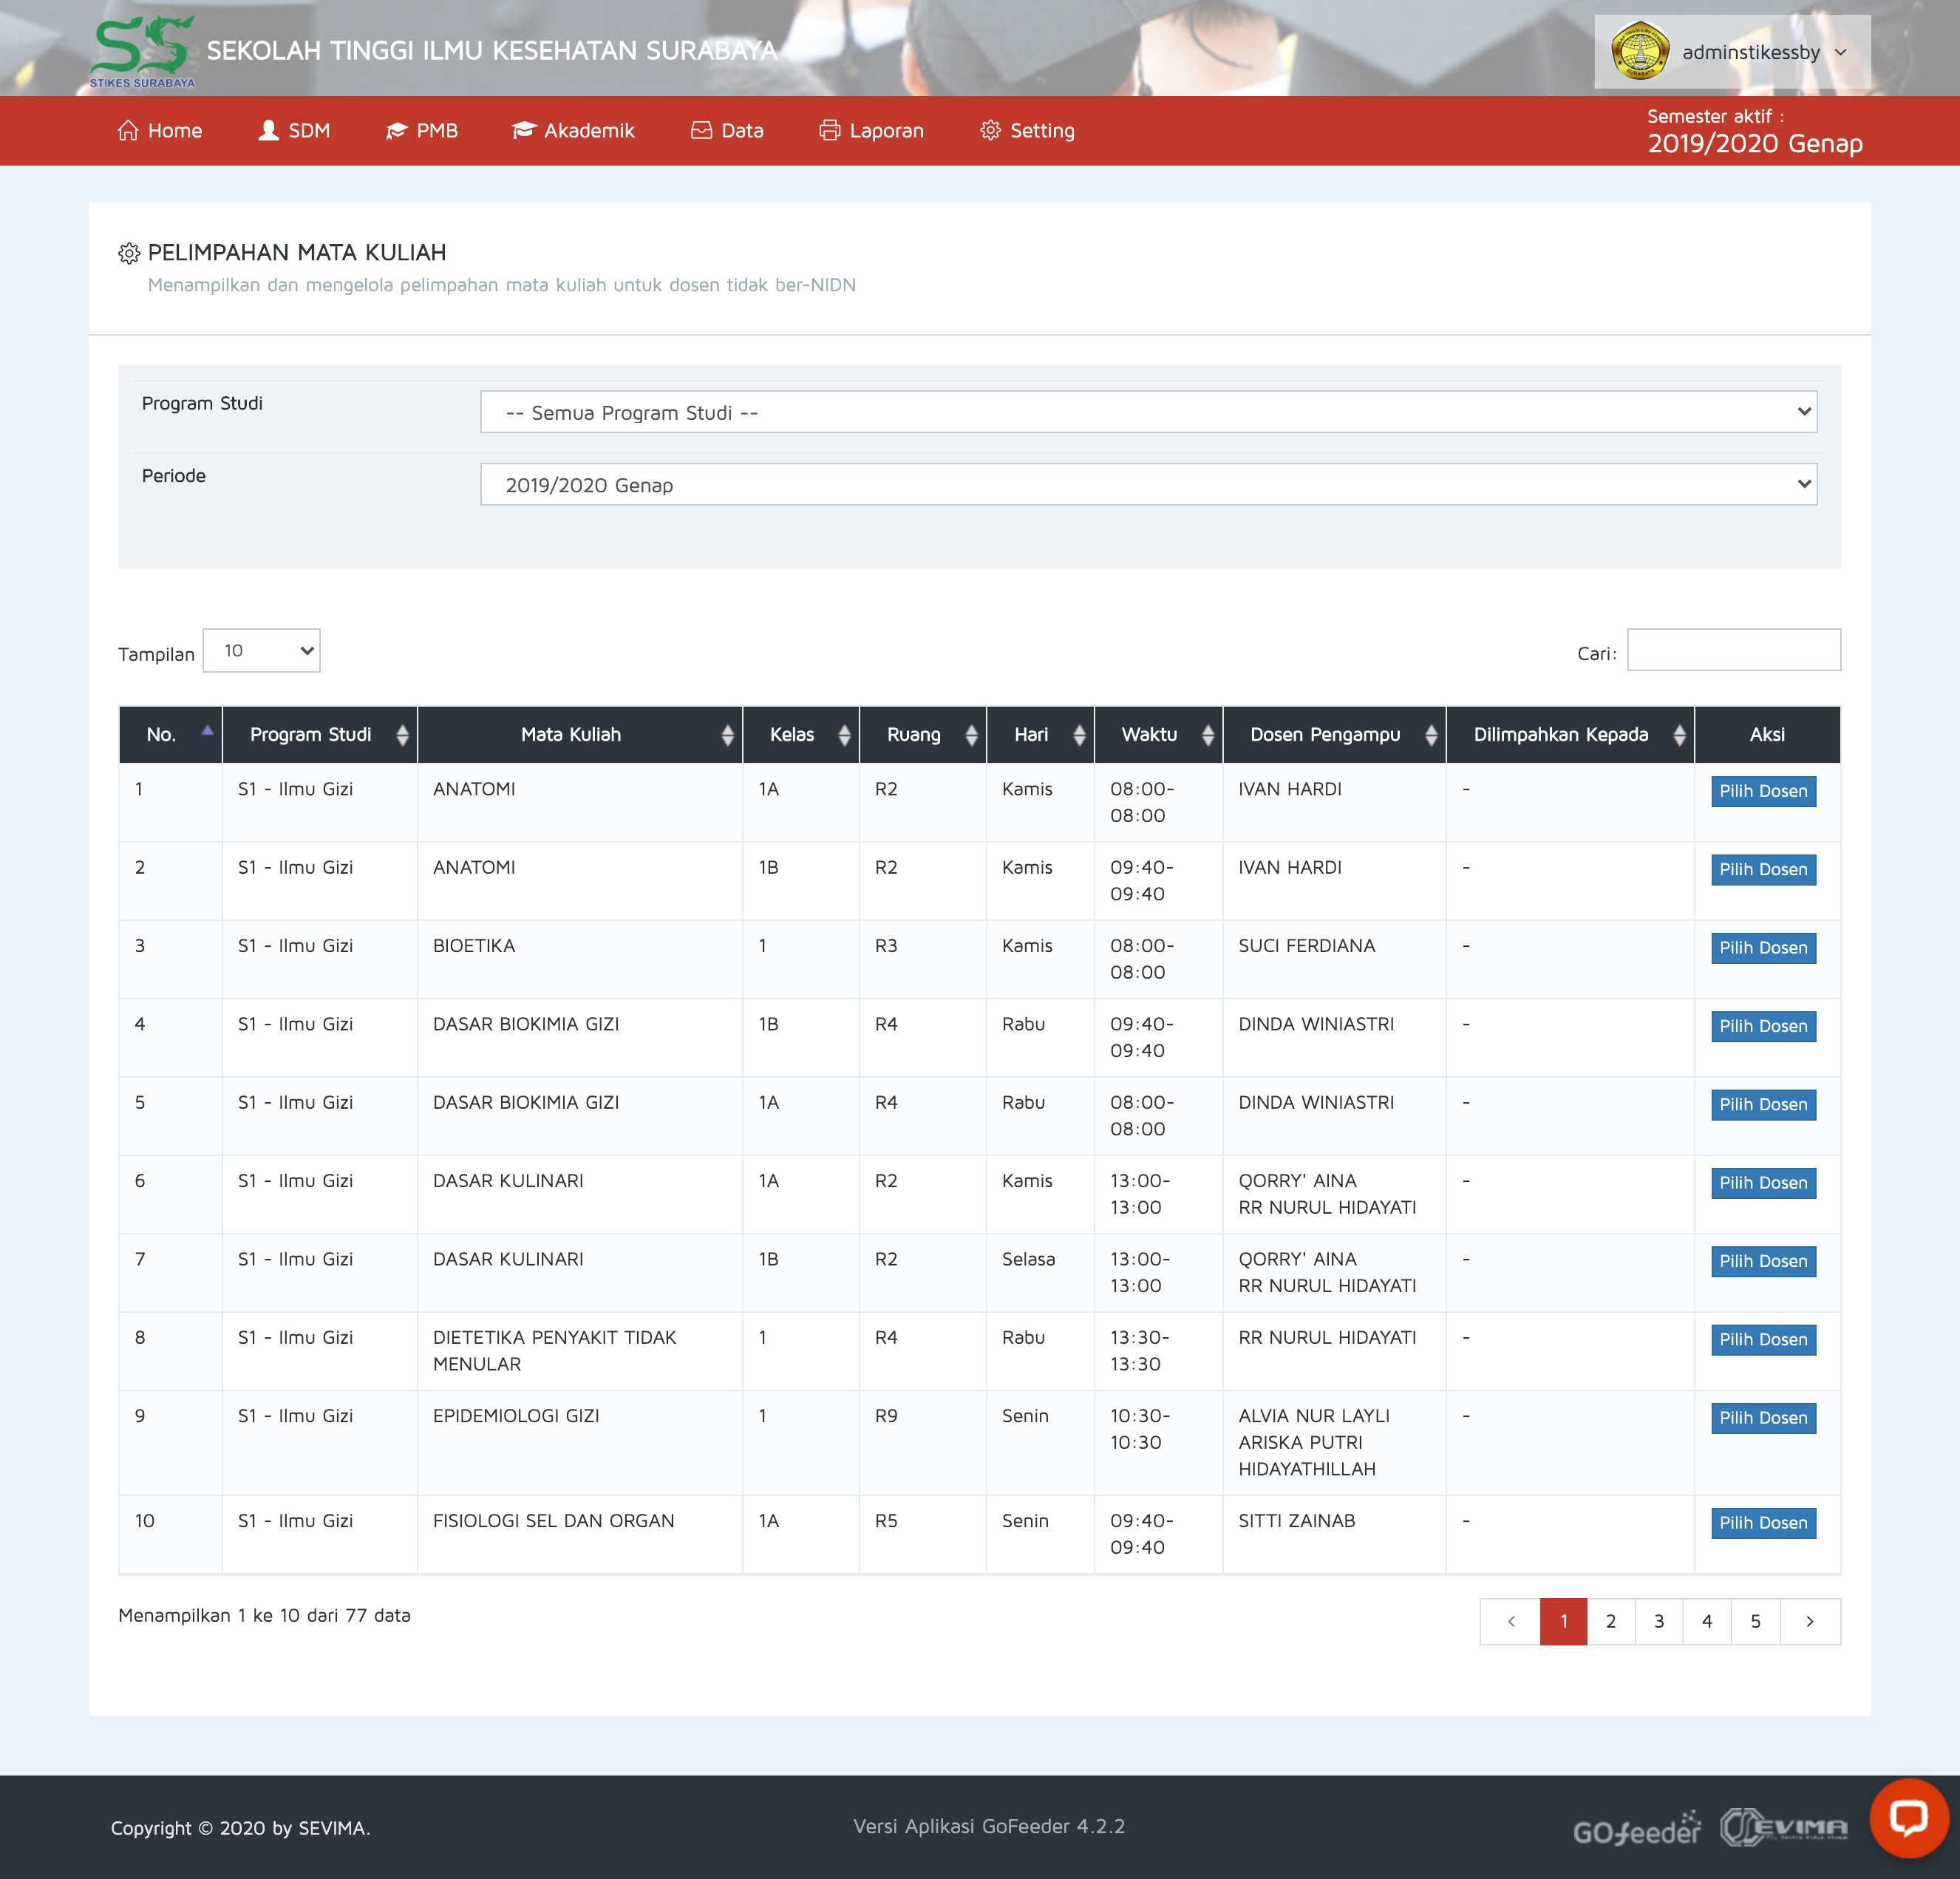 SS
STIKES SURABAYA
SEKOLAH TINGGI ILMU KESEHATAN SURABAYA
SURABAYA
adminstikessby
Home SDM PMB Akademik Data Laporan Setting
Semester aktif :
2019/2020 Genap
PELIMPAHAN MATA KULIAH
Menampilkan dan mengelola pelimpahan mata kuliah untuk dosen tidak ber-NIDN
Program Studi -- Semua Program Studi --
Periode 2019/2020 Genap
Tampilan 10 Cari:
No. Program Studi Mata Kuliah Kelas Ruang Hari Waktu Dosen Pengampu Dilimpahkan Kepada Aksi
1 S1 - Ilmu Gizi ANATOMI 1A R2 Kamis 08:00- IVAN HARDI - Pilih Dosen
08:00
2 S1 - Ilmu Gizi ANATOMI 1B R2 Kamis 09:40- IVAN HARDI - Pilih Dosen
09:40
3 S1 - Ilmu Gizi BIOETIKA 1 R3 Kamis 08:00- SUCI FERDIANA - Pilih Dosen
08:00
4 S1 - Ilmu Gizi DASAR BIOKIMIA GIZI 1B R4 Rabu 09:40- DINDA WINIASTRI - Pilih Dosen
09:40
5 S1 - Ilmu Gizi DASAR BIOKIMIA GIZI 1A R4 Rabu 08:00- DINDA WINIASTRI - Pilih Dosen
08:00
6 S1 - Ilmu Gizi DASAR KULINARI 1A R2 Kamis 13:00- QORRY' AINA - Pilih Dosen
13:00 RR NURUL HIDAYATI
7 S1 - Ilmu Gizi DASAR KULINARI 1B R2 Selasa 13:00- QORRY' AINA - Pilih Dosen
13:00 RR NURUL HIDAYATI
8 S1 - Ilmu Gizi DIETETIKA PENYAKIT TIDAK 1 R4 Rabu 13:30- RR NURUL HIDAYATI - Pilih Dosen
MENULAR 13:30
9 S1 - Ilmu Gizi EPIDEMIOLOGI GIZI 1 R9 Senin 10:30- ALVIA NUR LAYLI - Pilih Dosen
10:30 ARISKA PUTRI
HIDAYATHILLAH
10 S1 - Ilmu Gizi FISIOLOGI SEL DAN ORGAN 1A R5 Senin 09:40- SITTI ZAINAB - Pilih Dosen
09:40
Menampilkan 1 ke 10 dari 77 data
< 1 2 3 4 5 >
Copyright © 2020 by SEVIMA.
Versi Aplikasi GoFeeder 4.2.2
GOfeeder SEVIMA